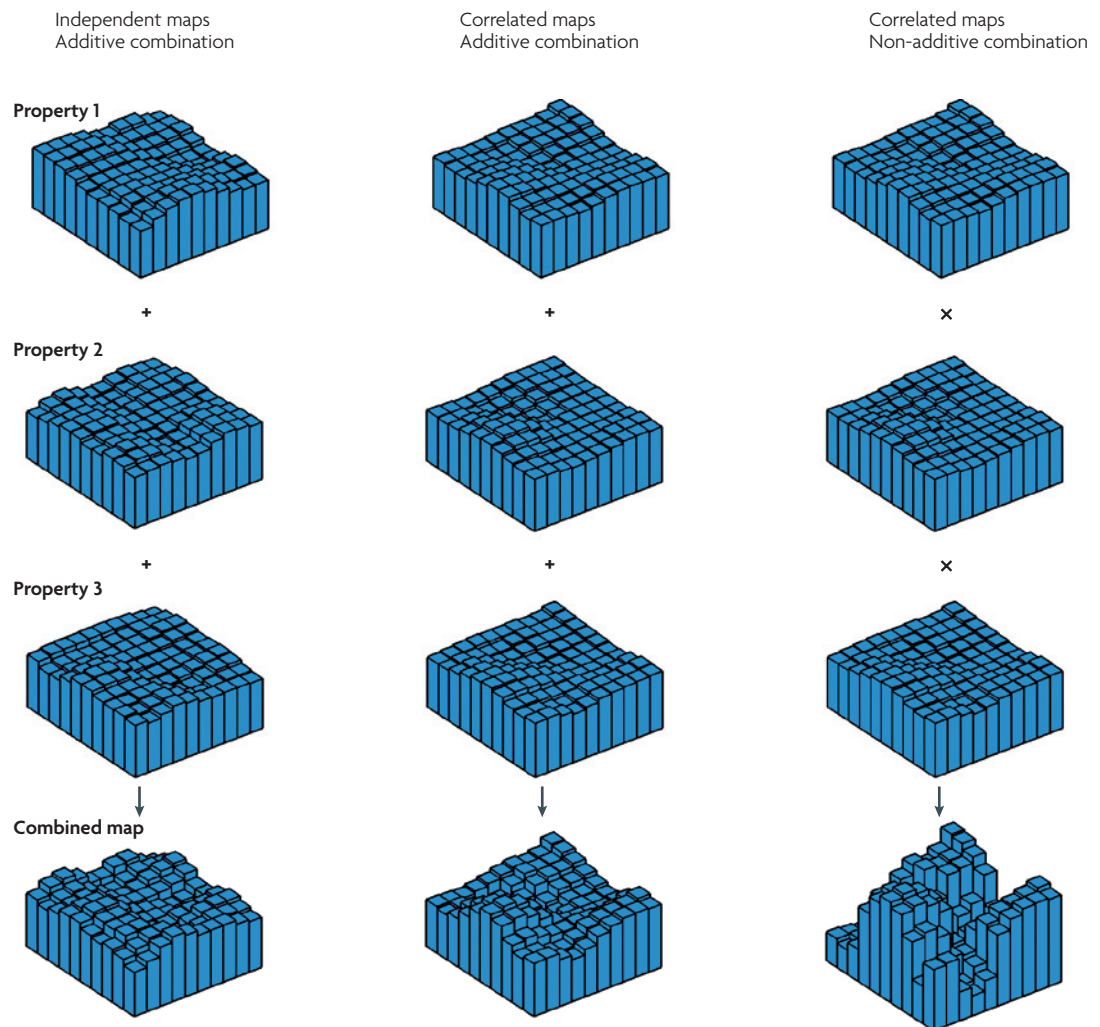 Independent maps
Additive combination
Correlated maps
Additive combination
Correlated maps
Non-additive combination
Property 1
+
+
×
Property 2
+
+
×
Property 3
Combined map